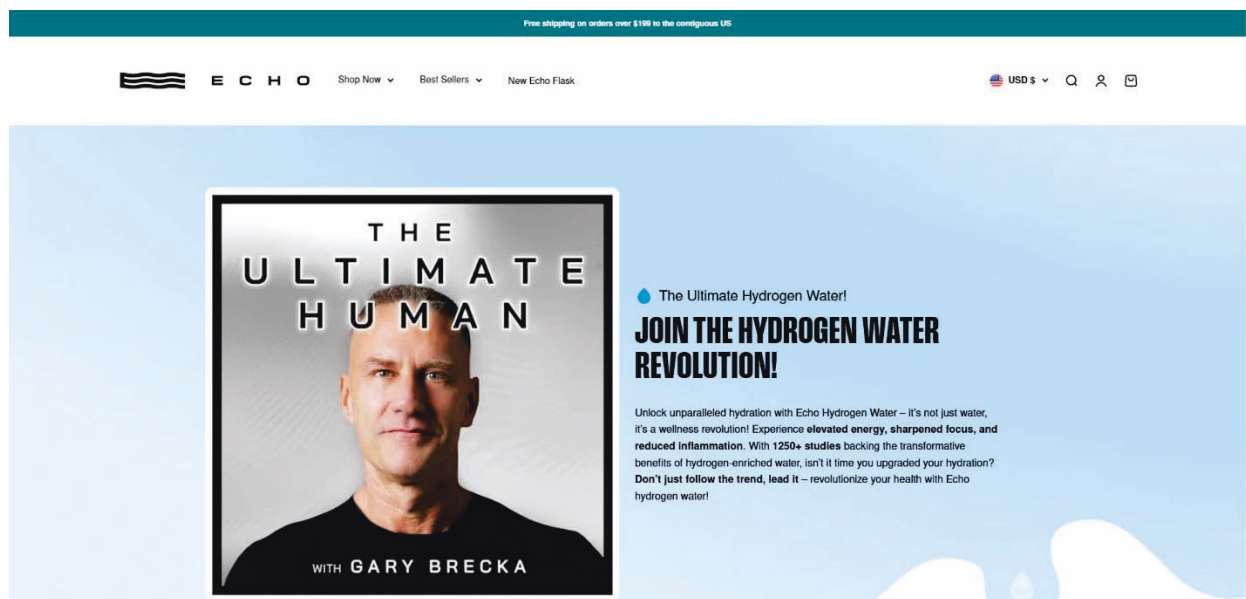 Free shipping on orders over $199 to the contiguous US
ECHO Shop Now Best Sellers New Echo Flask USD $
THE
ULTIMATE
HUMAN
WITH GARY BRECKA
The Ultimate Hydrogen Water!
JOIN THE HYDROGEN WATER
REVOLUTION!
Unlock unparalleled hydration with Echo Hydrogen Water – it's not just water,
it's a wellness revolution! Experience elevated energy, sharpened focus, and
reduced inflammation. With 1250+ studies backing the transformative
benefits of hydrogen-enriched water, isn't it time you upgraded your hydration?
Don't just follow the trend, lead it – revolutionize your health with Echo
hydrogen water!